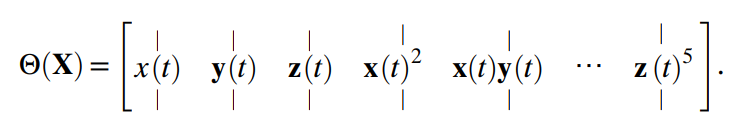 Θ(X) = [ x(t) y(t) z(t) x(t)² x(t)y(t) ⋯ z(t)⁵ ].